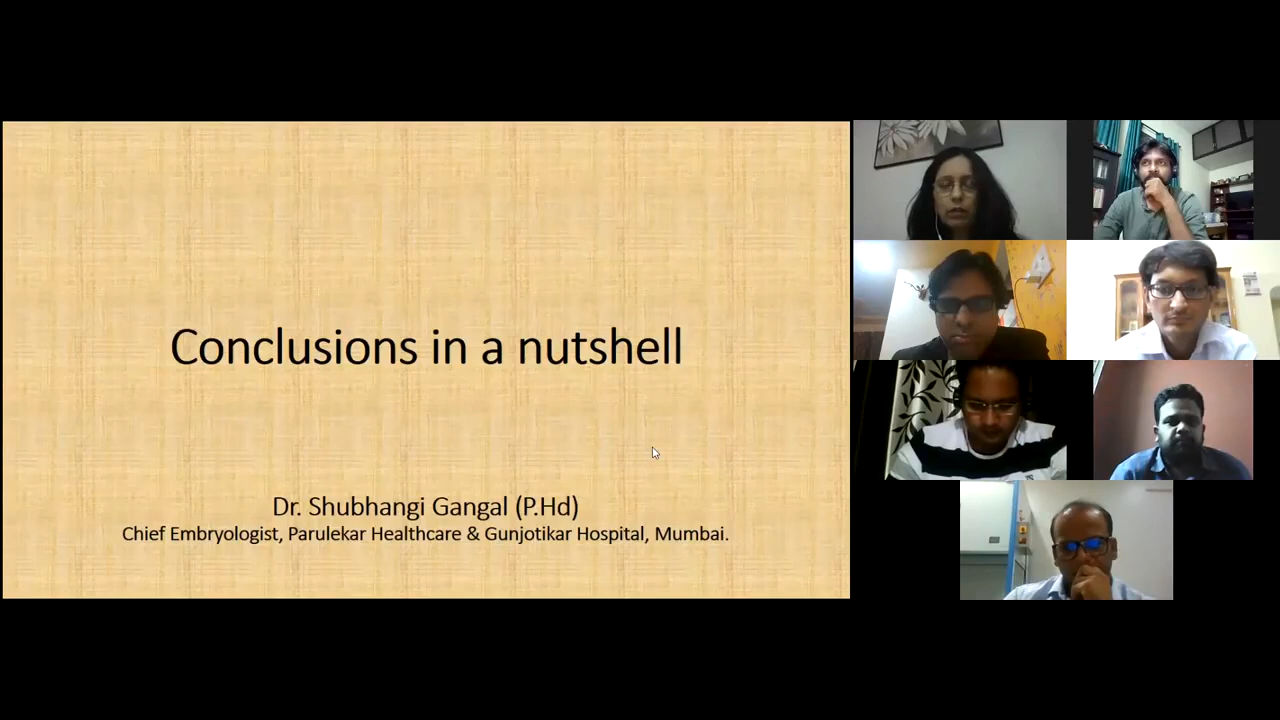 Conclusions in a nutshell
Dr. Shubhangi Gangal (P.Hd)
Chief Embryologist, Parulekar Healthcare & Gunjotikar Hospital, Mumbai.